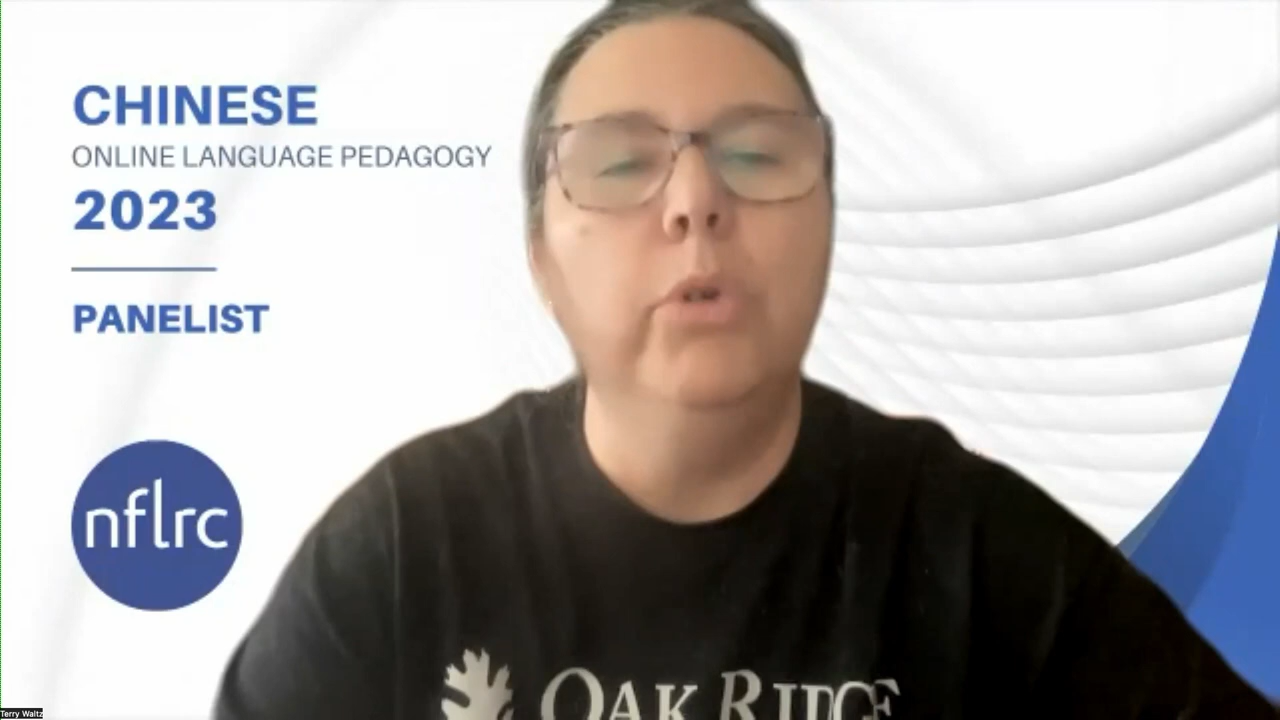 CHINESE
ONLINE LANGUAGE PEDAGOGY
2023
PANELIST
nflrc
OAK RIDGE
Terry Waltz